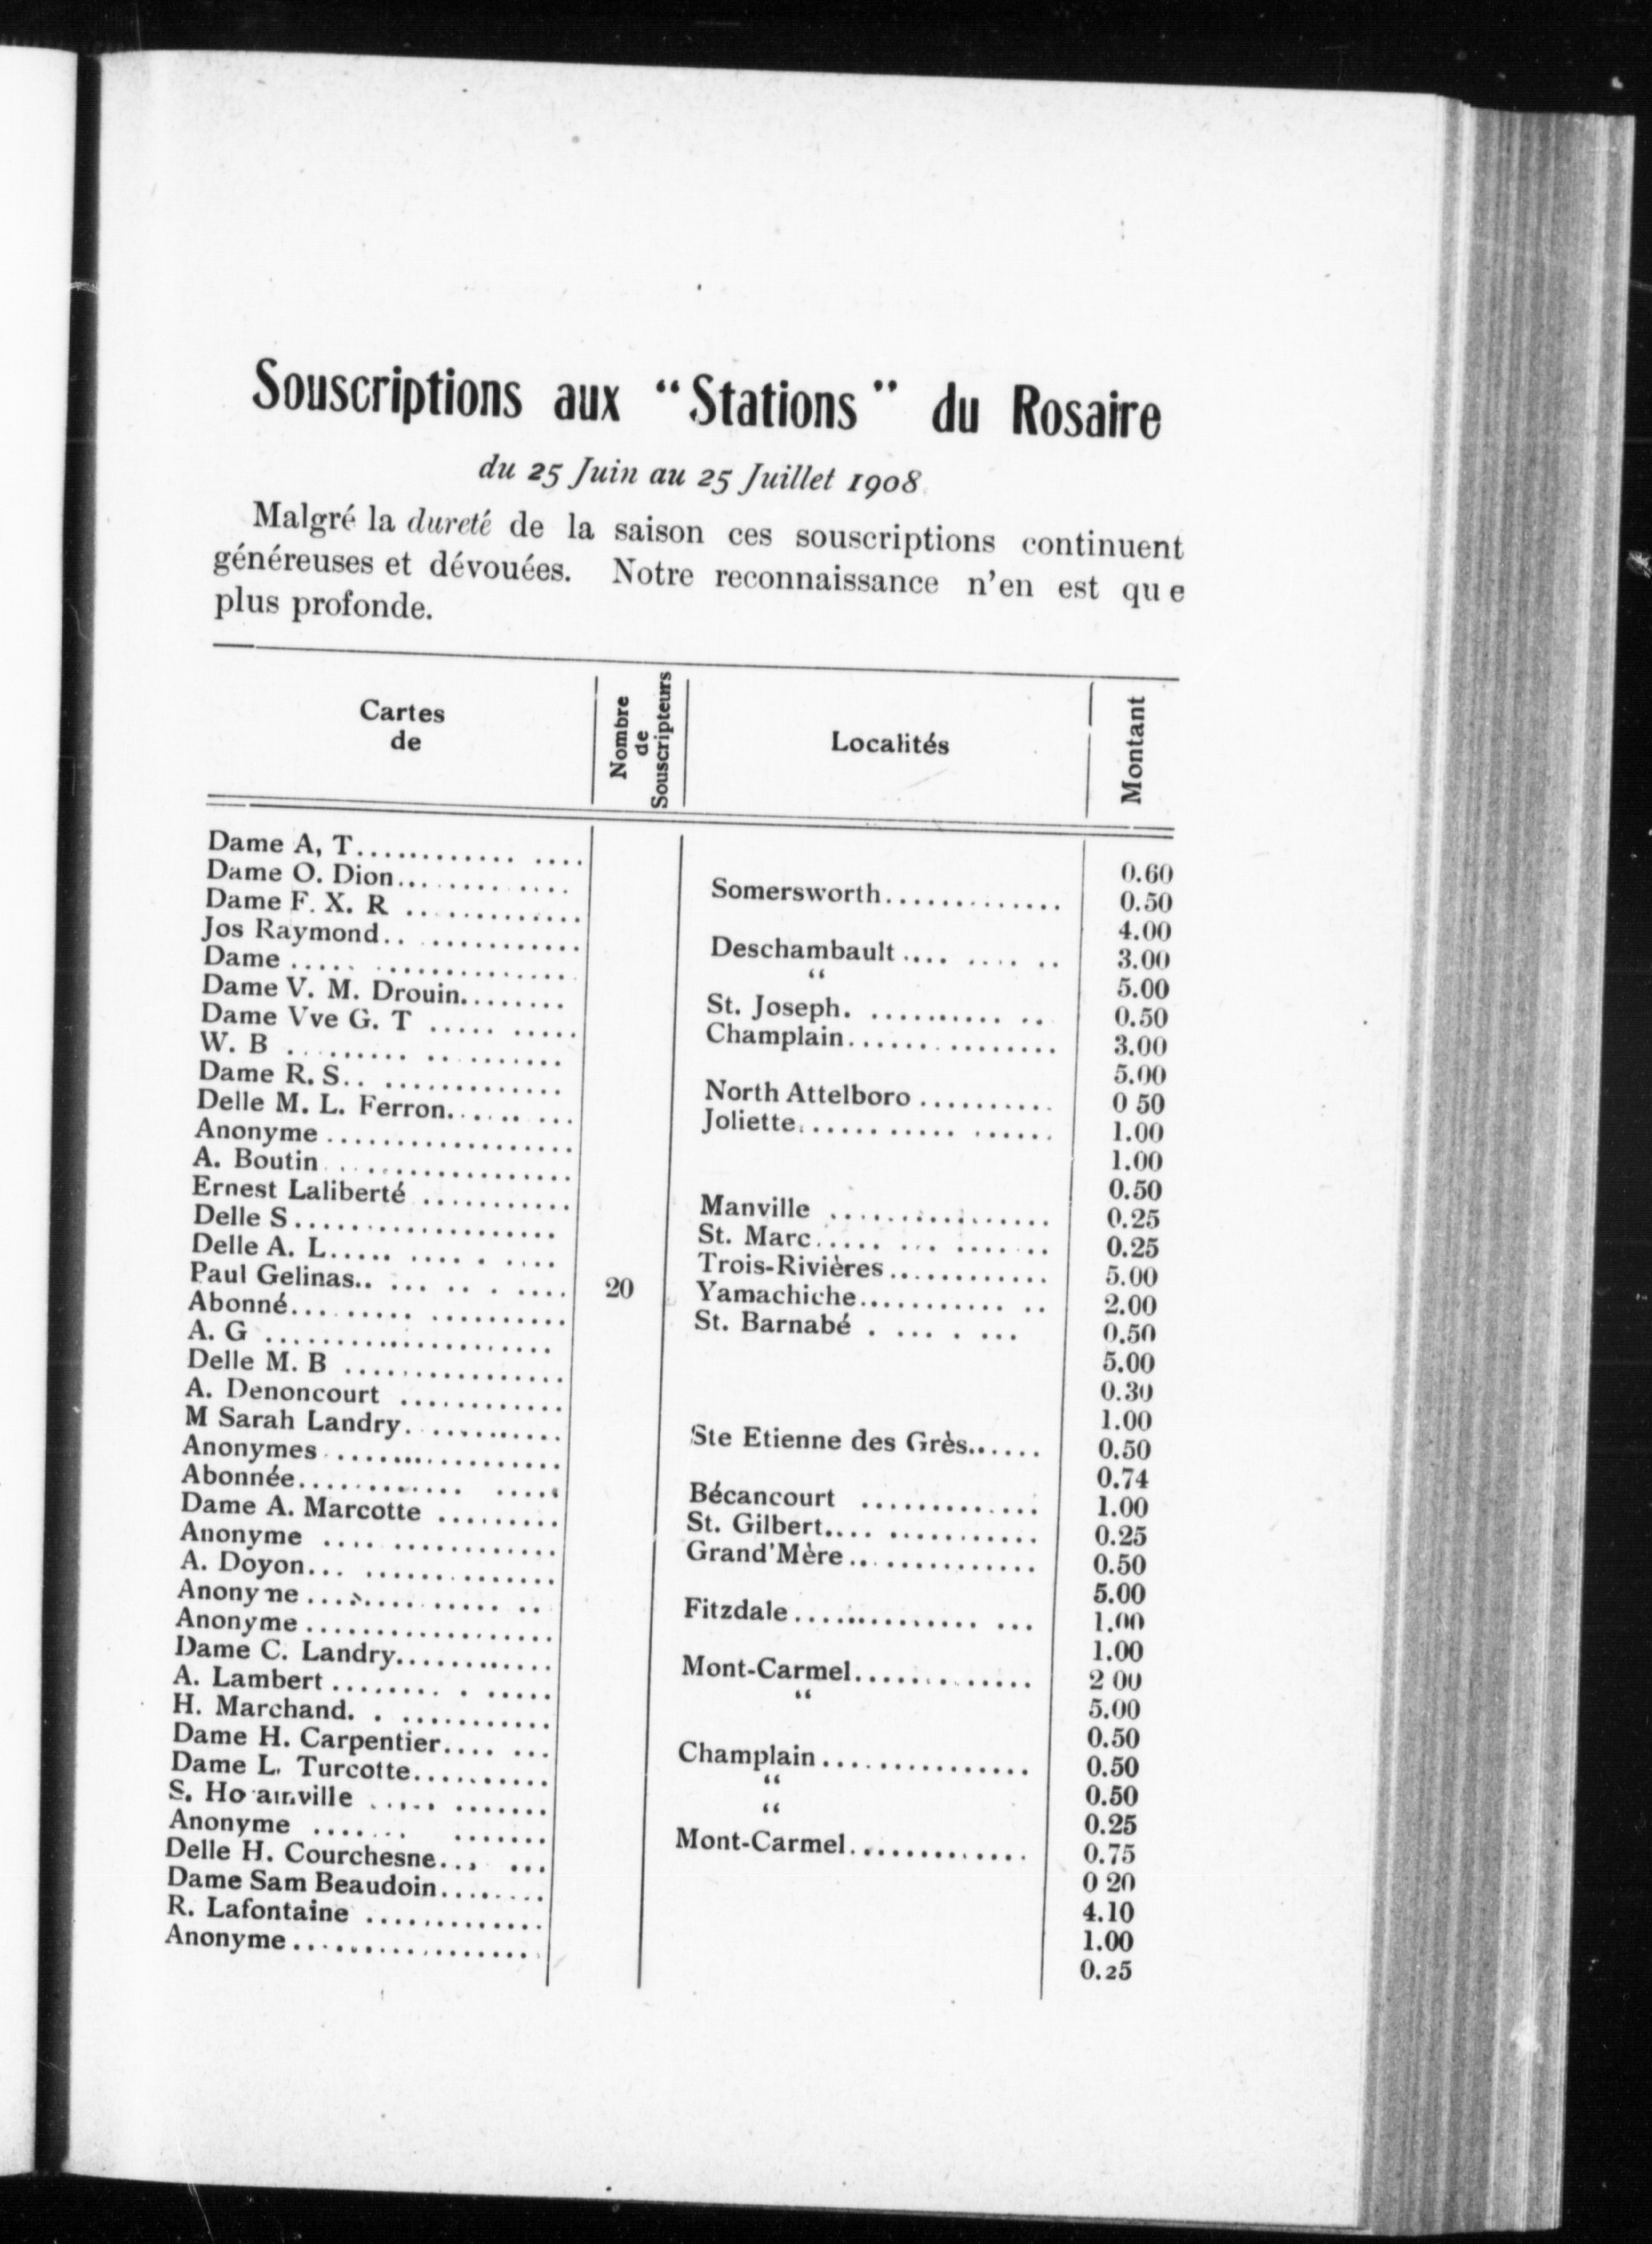 Souscriptions aux "Stations" du Rosaire
du 25 Juin au 25 Juillet 1908
Malgré la dureté de la saison ces souscriptions continuent
généreuses et dévouées. Notre reconnaissance n'en est que
plus profonde.
Cartes de
Nombre de Souscripteurs
Localités
Montant
Dame A, T................ 0.60
Dame O. Dion............. Somersworth............. 0.50
Dame F. X. R ............. 4.00
Jos Raymond.. ............ Deschambault .... .... .. 3.00
Dame ..... ............... “ 5.00
Dame V. M. Drouin........ St. Joseph. .......... .. 0.50
Dame Vve G. T ..... ..... Champlain................ 3.00
W. B . ........ .. ........ 5.00
Dame R. S.. ............. North Attelboro .......... 0 50
Delle M. L. Ferron...... ... Joliette...... ..... ...... 1.00
Anonyme .................. 1.00
A. Boutin .................. 0.50
Ernest Laliberté ........... Manville ................ 0.25
Delle S................... St. Marc..... ... ....... 0.25
Delle A. L..... .... . .... Trois-Rivières............ 5.00
Paul Gelinas.. ... .. . .... 20 Yamachiche........... .. 2.00
Abonné......... .......... St. Barnabé . ... . ... 0.50
A. G ..................... 5.00
Delle M. B ................ 0.30
A. Denoncourt ............ 1.00
M Sarah Landry........... Ste Etienne des Grès...... 0.50
Anonymes ................. 0.74
Abonnée............ ..... Bécancourt ............. 1.00
Dame A. Marcotte ......... St. Gilbert.... ........... 0.25
Anonyme .... ............ Grand'Mère.. ........... 0.50
A. Doyon... .............. 5.00
Anony ne ......... ..... .. Fitzdale............. ... 1.00
Anonyme .................. 1.00
Dame C. Landry........... Mont-Carmel............. 2 00
A. Lambert ........ . ..... “ 5.00
H. Marchand. . ........... 0.50
Dame H. Carpentier.... ... Champlain............... 0.50
Dame L. Turcotte.......... “ 0.50
S. ..... ....... “ 0.25
Anonyme ....... ....... Mont-Carmel............. 0.75
Delle H. Courchesne... ... 0 20
Dame Sam Beaudoin........ 4.10
R. Lafontaine ............. 1.00
Anonyme.................. 0.25